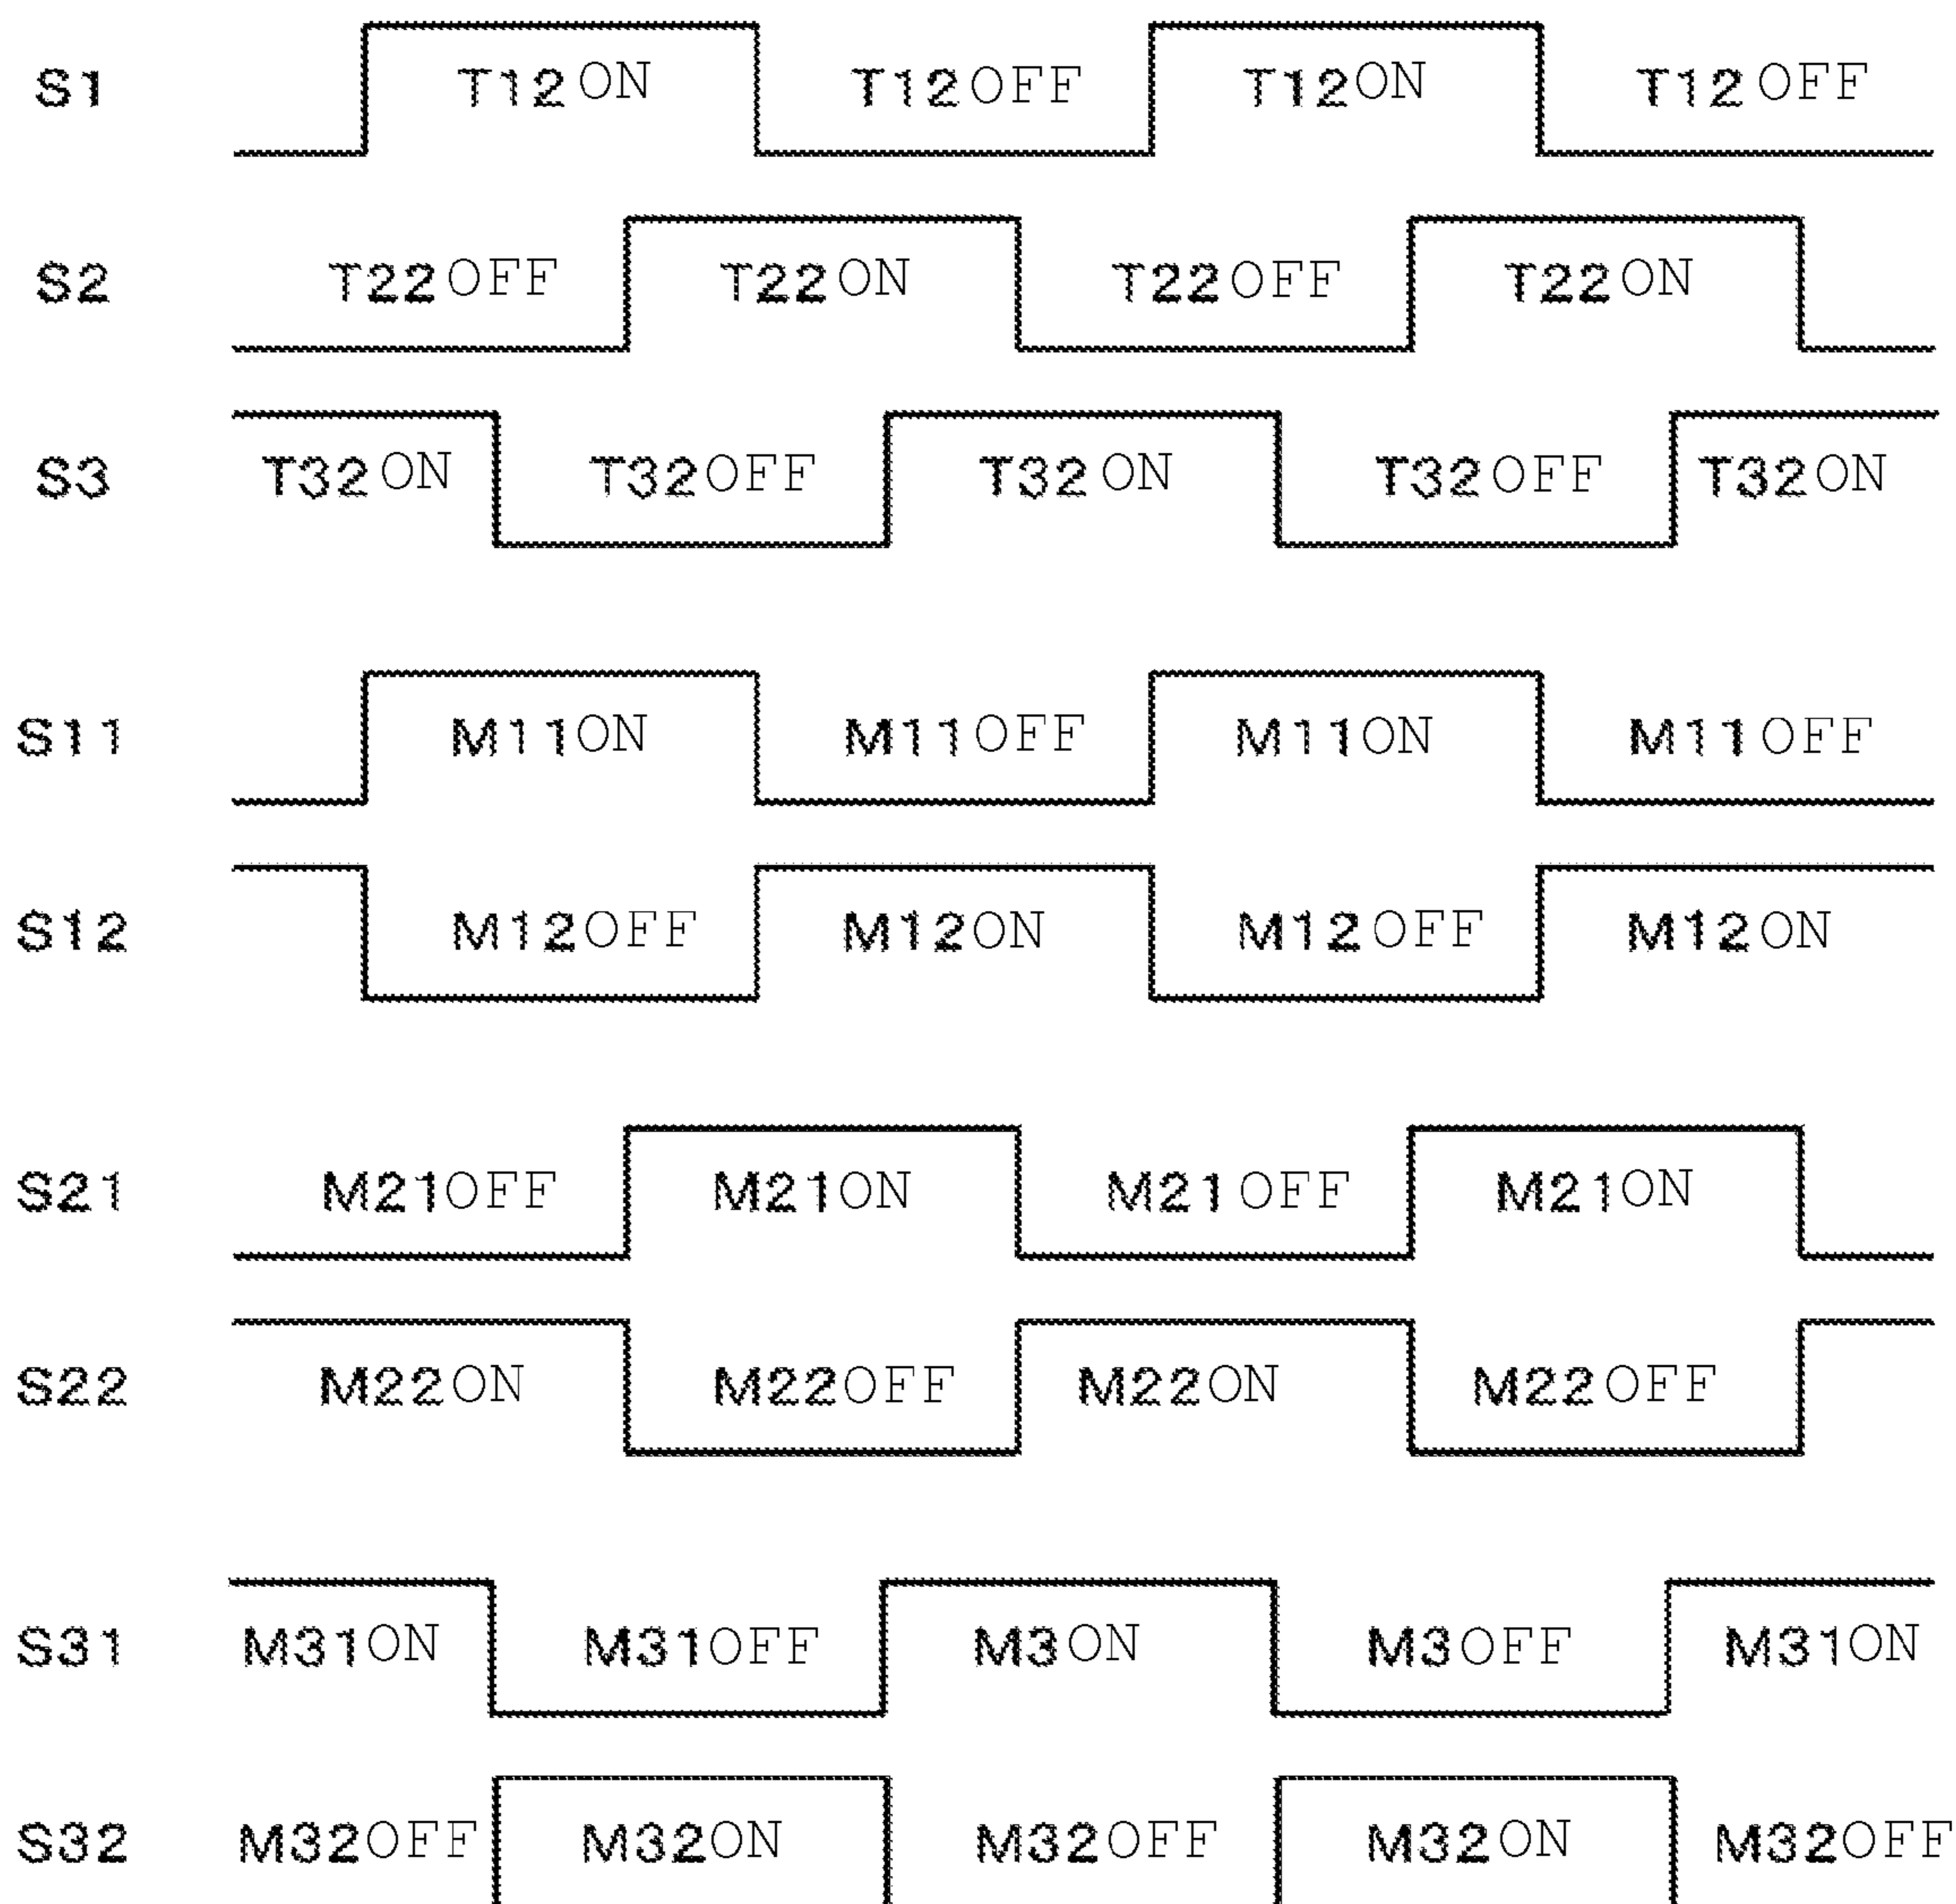 S1 T12ON T12OFF T12ON T12OFF
S2 T22OFF T22ON T22OFF T22ON
S3 T32ON T32OFF T32ON T32OFF T32ON
S11 M11ON M11OFF M11ON M11OFF
S12 M12OFF M12ON M12OFF M12ON
S21 M21OFF M21ON M21OFF M21ON
S22 M22ON M22OFF M22ON M22OFF
S31 M31ON M31OFF M3ON M3OFF M31ON
S32 M32OFF M32ON M32OFF M32ON M32OFF